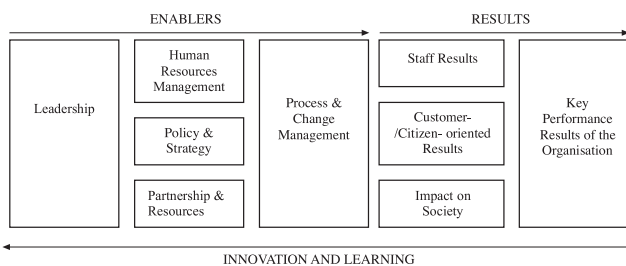 ENABLERS
RESULTS
Leadership
Human
Resources
Management
Policy &
Strategy
Partnership &
Resources
Process &
Change
Management
Staff Results
Customer-
/Citizen- oriented
Results
Impact on
Society
Key
Performance
Results of the
Organisation
INNOVATION AND LEARNING